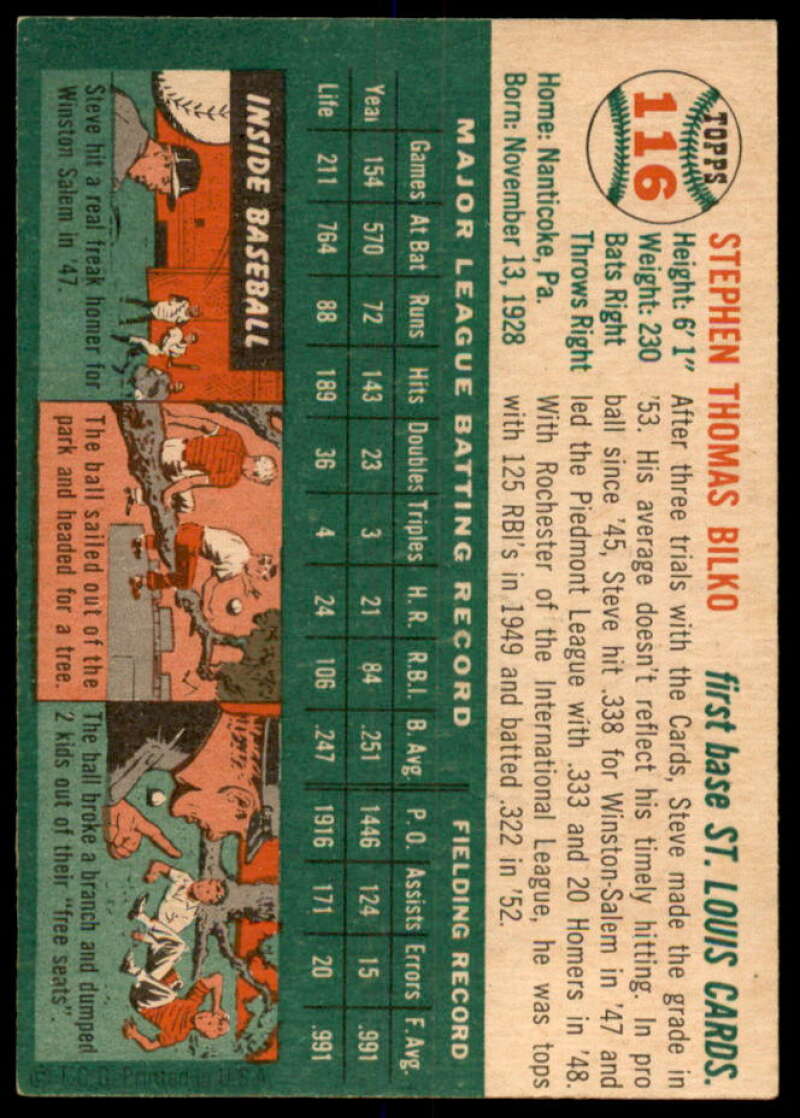 TOPPS
116
STEPHEN THOMAS BILKO first base ST. LOUIS CARDS.
Height: 6' 1"
Weight: 230
Bats Right
Throws Right
Home: Nanticoke, Pa.
Born: November 13, 1928
After three trials with the Cards, Steve made the grade in
'53. His average doesn't reflect his timely hitting. In pro
ball since '45, Steve hit .338 for Winston-Salem in '47 and
led the Piedmont League with .333 and 20 Homers in '48.
With Rochester of the International League, he was tops
with 125 RBI's in 1949 and batted .322 in '52.
MAJOR LEAGUE BATTING RECORD FIELDING RECORD
Games At Bat Runs Hits Doubles Triples H. R. R.B.I. B. Avg. P. O. Assists Errors F. Avg.
Year 154 570 72 143 23 3 21 84 .251 1446 124 15 .991
Life 211 764 88 189 36 4 24 106 .247 1916 171 20 .991
INSIDE BASEBALL
Steve hit a real freak homer for
Winston Salem in '47.
The ball sailed out of the
park and headed for a tree.
The ball broke a branch and dumped
2 kids out of their "free seats".
© T. C. G. Printed in U.S.A.